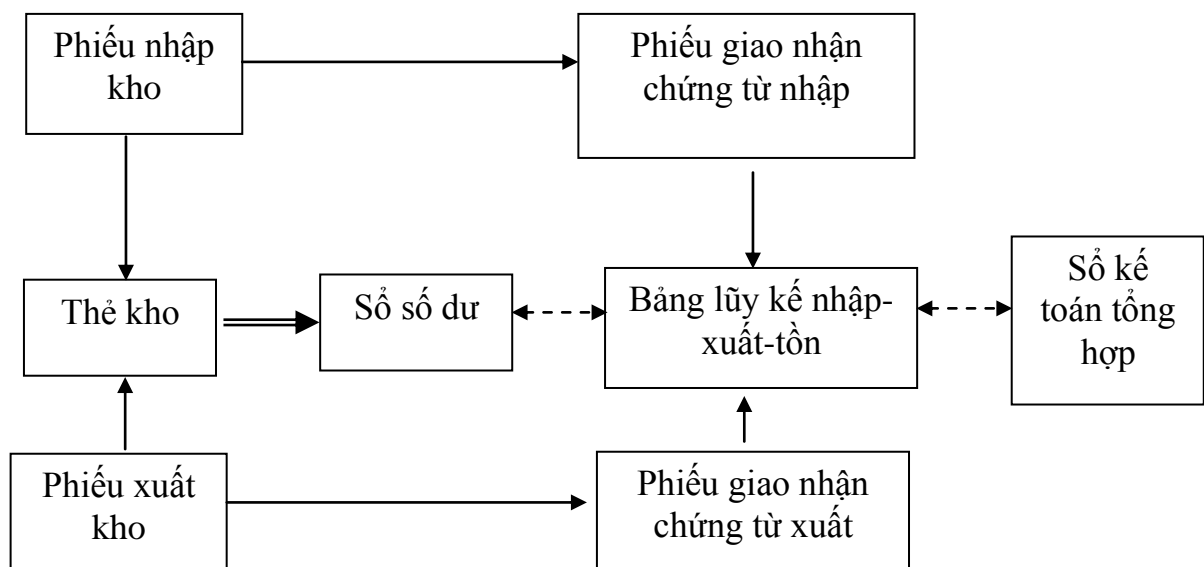 Phiếu nhập
kho
Phiếu giao nhận
chứng từ nhập
Thẻ kho
Sổ số dư
Bảng lũy kế nhập-
xuất-tồn
Sổ kế
toán tổng
hợp
Phiếu xuất
kho
Phiếu giao nhận
chứng từ xuất